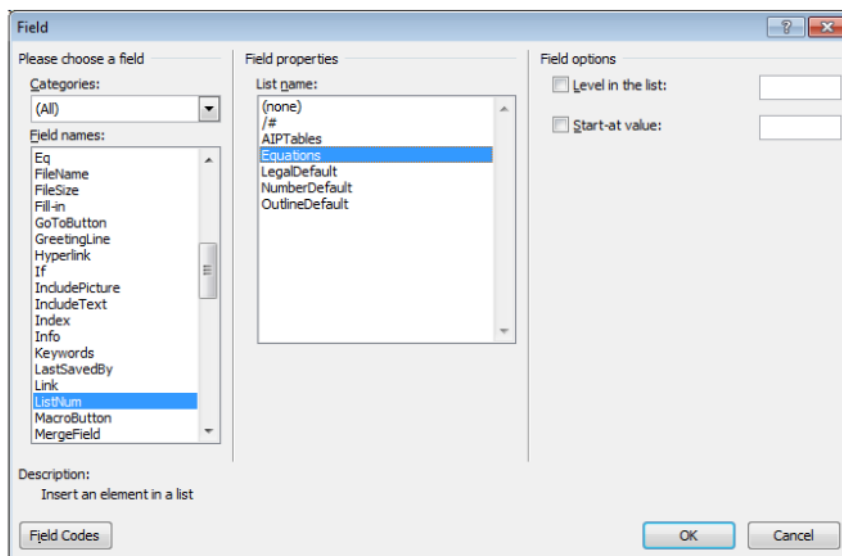 Field
Please choose a field
Categories:
(All)
Field names:
Eq
FileName
FileSize
Fill-in
GoToButton
GreetingLine
Hyperlink
If
IncludePicture
IncludeText
Index
Info
Keywords
LastSavedBy
Link
ListNum
MacroButton
MergeField
Field properties
List name:
(none)
/#
AIPTables
Equations
LegalDefault
NumberDefault
OutlineDefault
Field options
Level in the list:
Start-at value:
Description:
Insert an element in a list
Field Codes
OK
Cancel